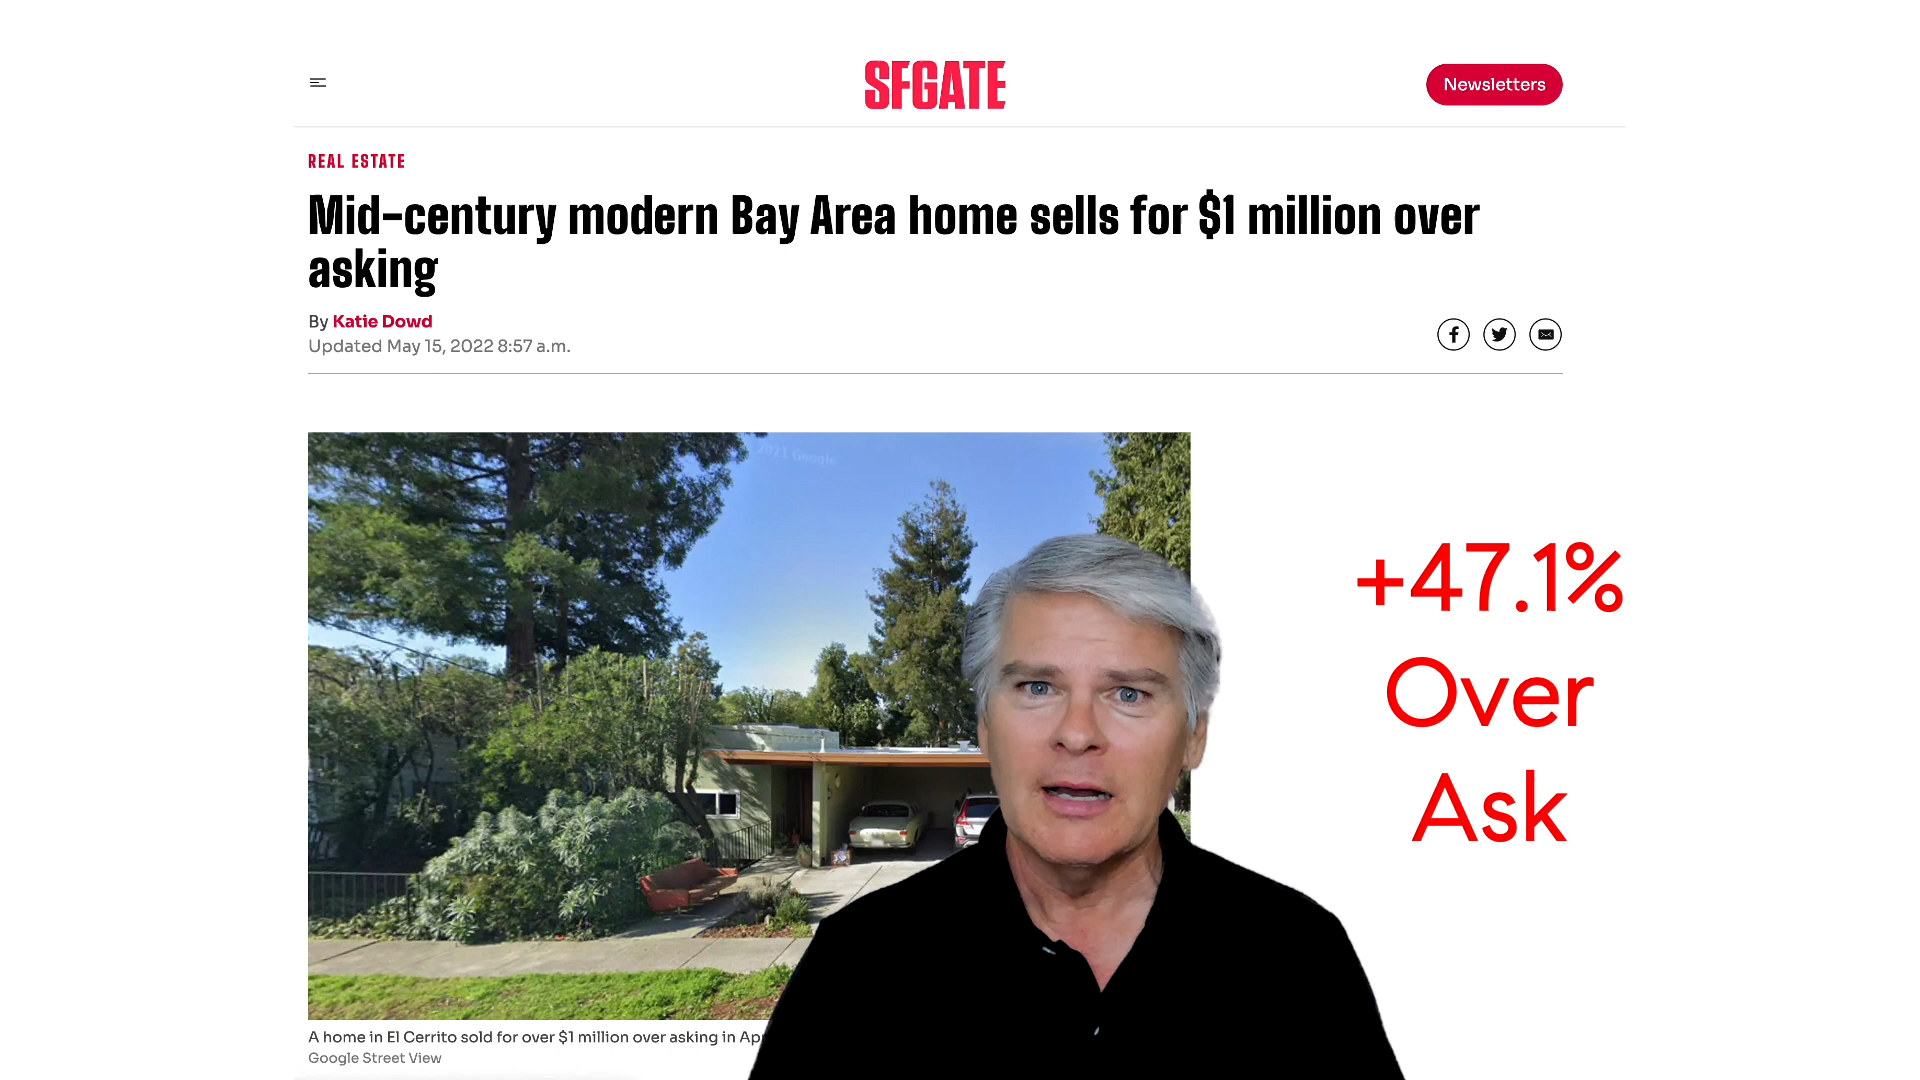 SFGATE
Newsletters
REAL ESTATE
Mid-century modern Bay Area home sells for $1 million over
asking
By Katie Dowd
Updated May 15, 2022 8:57 a.m.
2021 Google
+47.1%
Over
Ask
A home in El Cerrito sold for over $1 million over asking in Ap
Google Street View